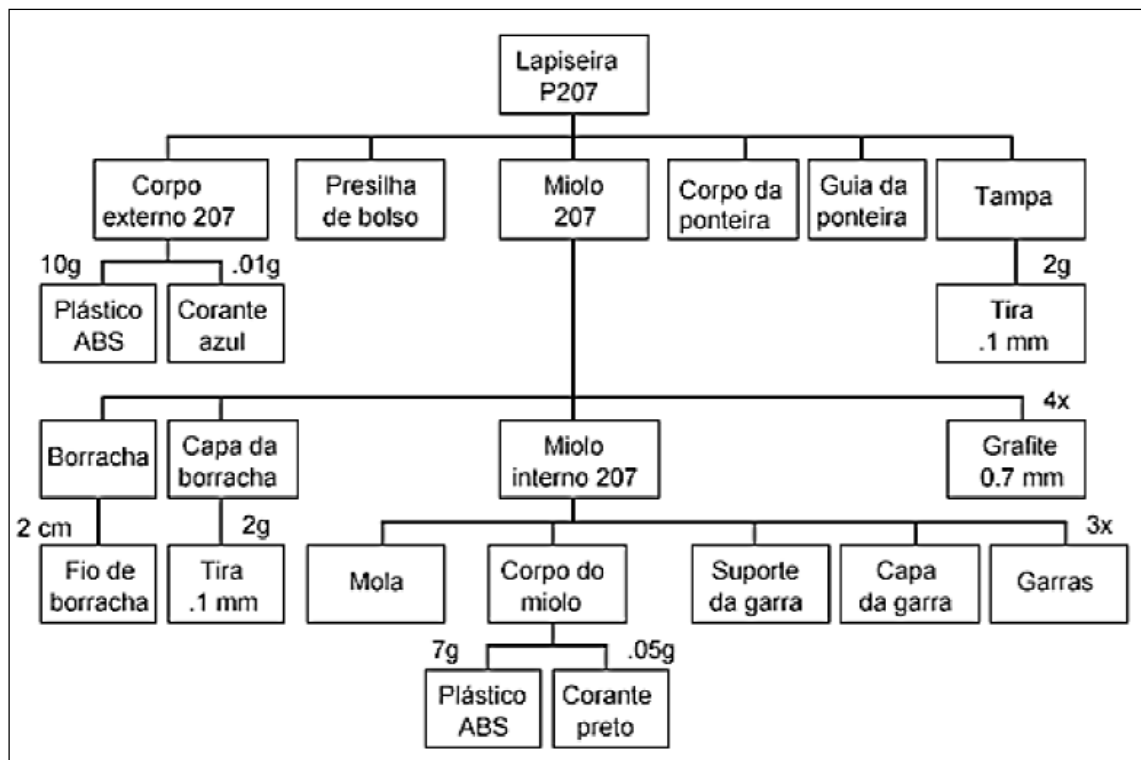 Lapiseira
P207
Corpo
externo 207
Presilha
de bolso
Miolo
207
Corpo da
ponteira
Guia da
ponteira
Tampa
10g
.01g
2g
Plástico
ABS
Corante
azul
Tira
.1 mm
4x
Borracha
Capa da
borracha
Miolo
interno 207
Grafite
0.7 mm
2 cm
2g
3x
Fio de
borracha
Tira
.1 mm
Mola
Corpo do
miolo
Suporte
da garra
Capa
da garra
Garras
7g
.05g
Plástico
ABS
Corante
preto